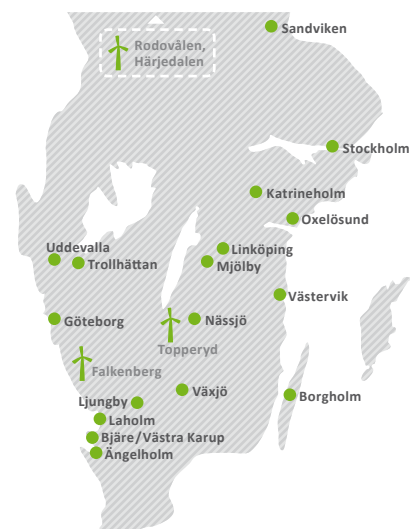 Sandviken
Rodovålen,
Härjedalen
Stockholm
Katrineholm
Oxelösund
Uddevalla
Linköping
Trollhättan
Mjölby
Västervik
Göteborg
Nässjö
Topperyd
Falkenberg
Växjö
Borgholm
Ljungby
Laholm
Bjäre/Västra Karup
Ängelholm